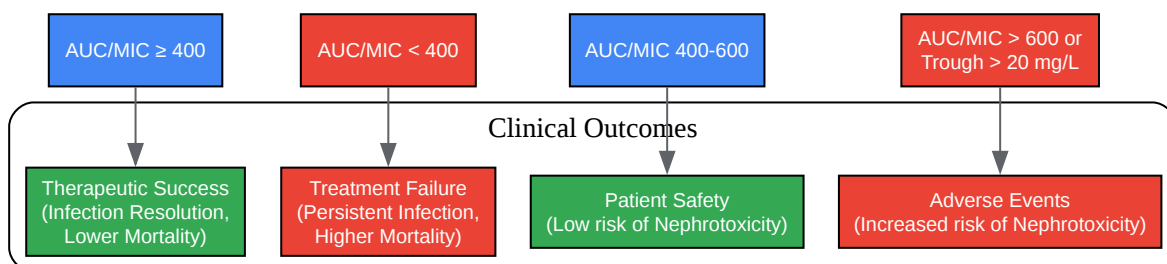 AUC/MIC ≥ 400
AUC/MIC < 400
AUC/MIC 400-600
AUC/MIC > 600 or
Trough > 20 mg/L
Clinical Outcomes
Therapeutic Success
(Infection Resolution,
Lower Mortality)
Treatment Failure
(Persistent Infection,
Higher Mortality)
Patient Safety
(Low risk of Nephrotoxicity)
Adverse Events
(Increased risk of Nephrotoxicity)